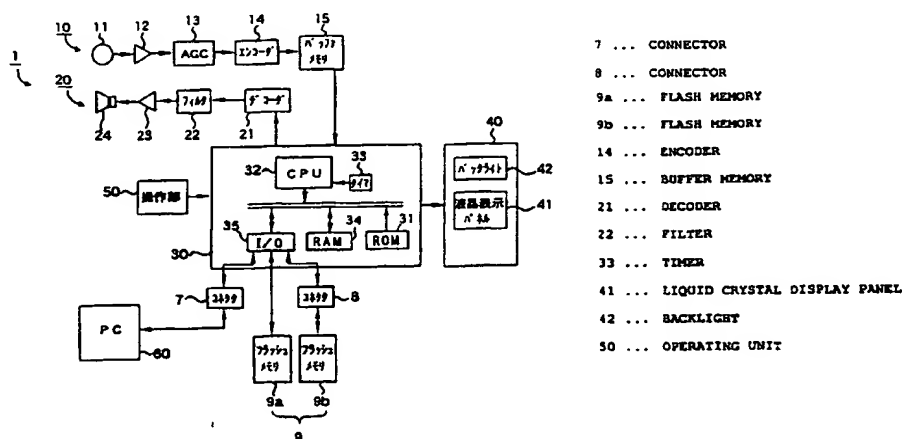 10
11
12
13
14
15
AGC
エンコーダ
バッファ
メモリ
1
20
24
23
フィルタ
22
デコーダ
21
50
操作部
32
CPU
33
タイマ
35
I/O
RAM
34
31
ROM
30
40
バックライト
42
液晶表示
パネル
41
7
コネクタ
コネクタ
8
PC
60
フラッシュ
メモリ
フラッシュ
メモリ
9a
9b
9
7 ... CONNECTOR
8 ... CONNECTOR
9a ... FLASH MEMORY
9b ... FLASH MEMORY
14 ... ENCODER
15 ... BUFFER MEMORY
21 ... DECODER
22 ... FILTER
33 ... TIMER
41 ... LIQUID CRYSTAL DISPLAY PANEL
42 ... BACKLIGHT
50 ... OPERATING UNIT